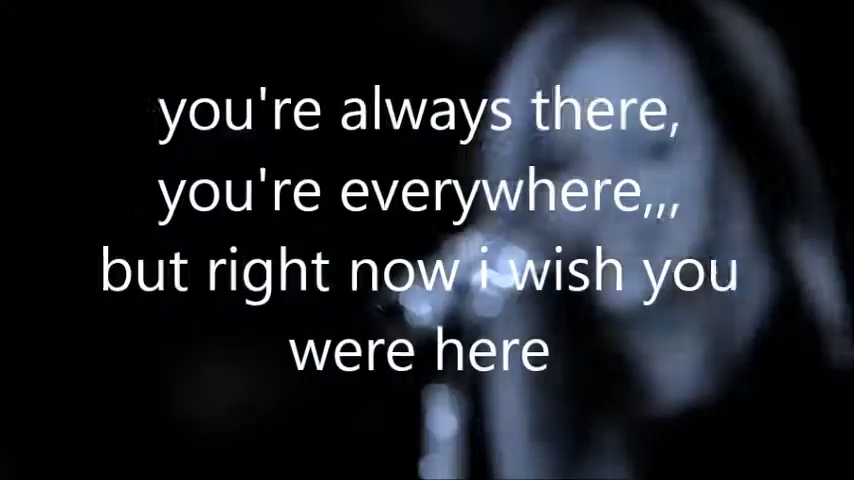 you're always there,
you're everywhere,,,
but right now i wish you
were here